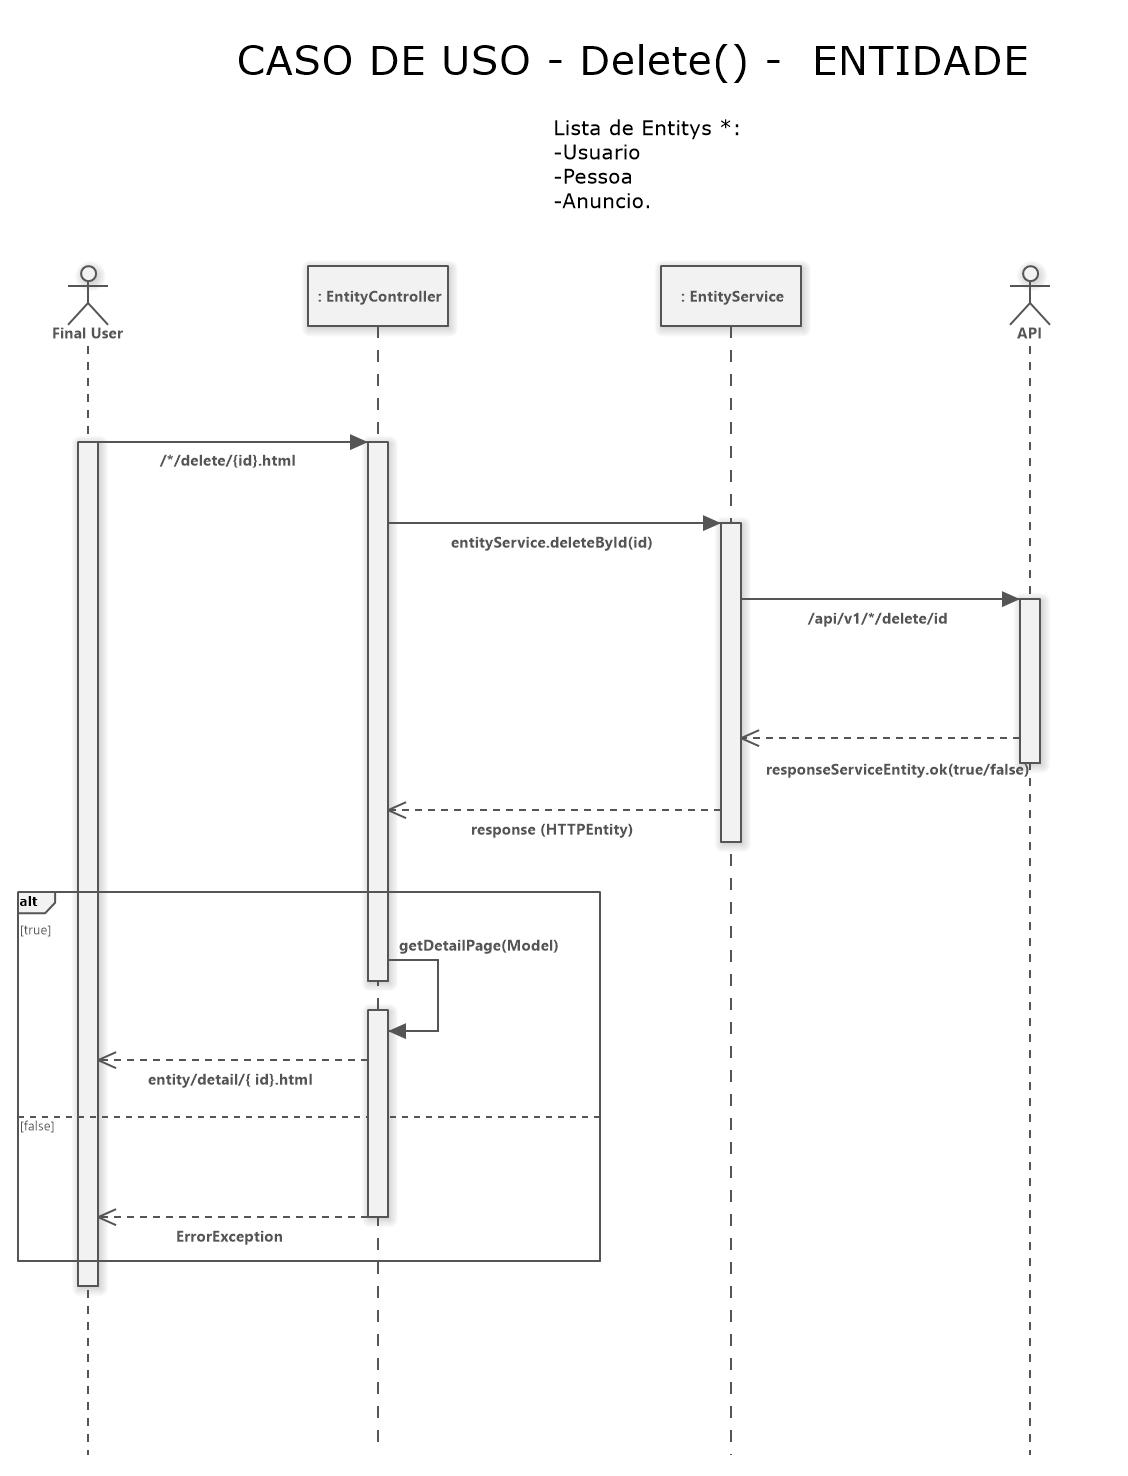 CASO DE USO - Delete() -  ENTIDADE
Lista de Entitys *:
-Usuario
-Pessoa
-Anuncio.
Final User
: EntityController
: EntityService
API
/*/delete/{id}.html
entityService.deleteById(id)
/api/v1/*/delete/id
responseServiceEntity.ok(true/false)
response (HTTPEntity)
alt
[true]
getDetailPage(Model)
entity/detail/{ id}.html
[false]
ErrorException